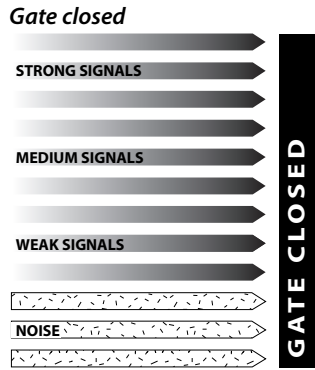 Gate closed
STRONG SIGNALS
MEDIUM SIGNALS
WEAK SIGNALS
NOISE
GATE CLOSED